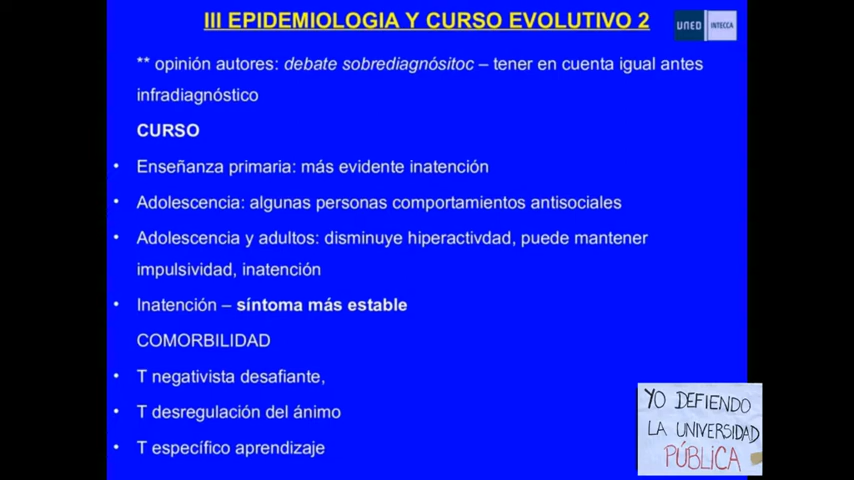 III EPIDEMIOLOGIA Y CURSO EVOLUTIVO 2
UNED INTECCA
** opinión autores: debate sobrediagnósitoc – tener en cuenta igual antes
infradiagnóstico
CURSO
• Enseñanza primaria: más evidente inatención
• Adolescencia: algunas personas comportamientos antisociales
• Adolescencia y adultos: disminuye hiperactivdad, puede mantener
impulsividad, inatención
• Inatención – síntoma más estable
COMORBILIDAD
• T negativista desafiante,
• T desregulación del ánimo
• T específico aprendizaje
YO DEFIENDO
LA UNIVERSIDAD
PÚBLICA